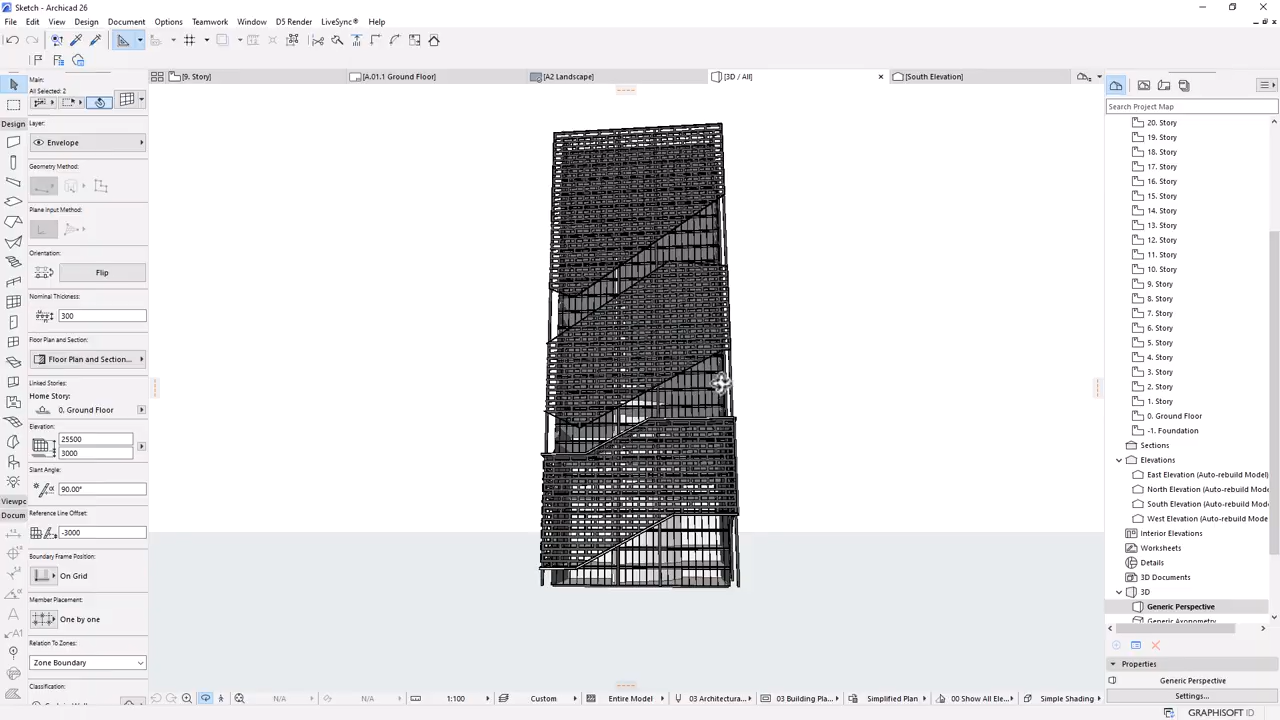 Sketch - Archicad 26
File Edit View Design Document Options Teamwork Window D5 Render LiveSync® Help
Main:
All Selected: 2
[9. Story]
[A.01.1 Ground Floor]
[A2 Landscape]
[3D / All]
[South Elevation]
Design
Layer:
Envelope
Geometry Method:
Plane Input Method:
Orientation:
Flip
Nominal Thickness:
300
Floor Plan and Section:
Floor Plan and Section...
Linked Stories:
Home Story:
0. Ground Floor
Elevation:
25500
3000
Slant Angle:
90.00°
Viewpo
Docum
Reference Line Offset:
-3000
Boundary Frame Position:
On Grid
Member Placement:
One by one
Relation To Zones:
Zone Boundary
Classification:
Search Project Map
20. Story
19. Story
18. Story
17. Story
16. Story
15. Story
14. Story
13. Story
12. Story
11. Story
10. Story
9. Story
8. Story
7. Story
6. Story
5. Story
4. Story
3. Story
2. Story
1. Story
0. Ground Floor
-1. Foundation
Sections
Elevations
East Elevation (Auto-rebuild Model)
North Elevation (Auto-rebuild Mode
South Elevation (Auto-rebuild Mode
West Elevation (Auto-rebuild Mode
Interior Elevations
Worksheets
Details
3D Documents
3D
Generic Perspective
Generic Axonometry
Properties
Generic Perspective
Settings...
N/A N/A 1:100 Custom Entire Model 03 Architectura... 03 Building Pla... Simplified Plan 00 Show All Ele... Simple Shading
GRAPHISOFT ID